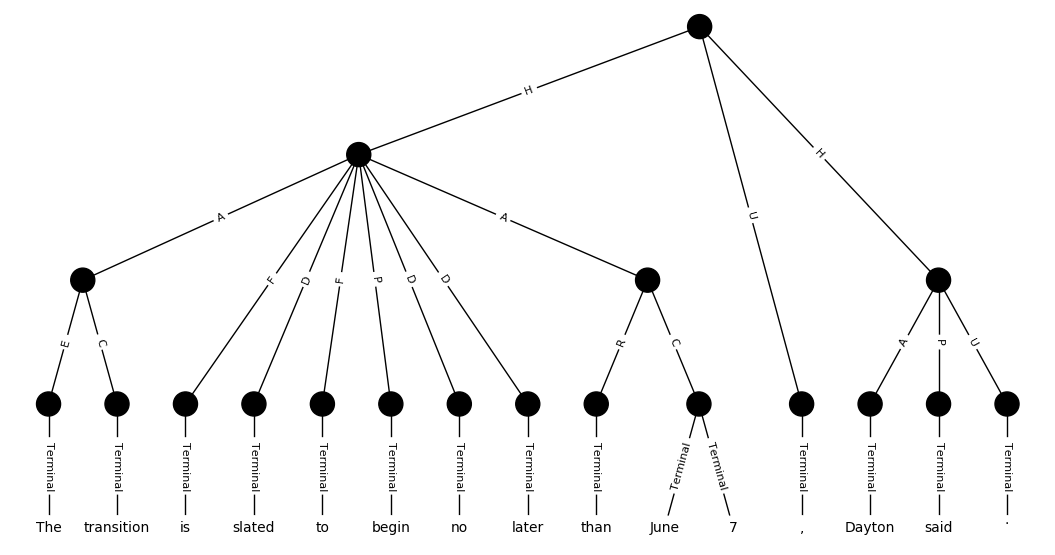 H
H
A
A
U
F
D
F
P
D
D
E
C
R
C
A
P
U
Terminal Terminal Terminal Terminal Terminal Terminal Terminal Terminal Terminal Terminal Terminal Terminal Terminal Terminal Terminal
The transition is slated to begin no later than June 7 , Dayton said .